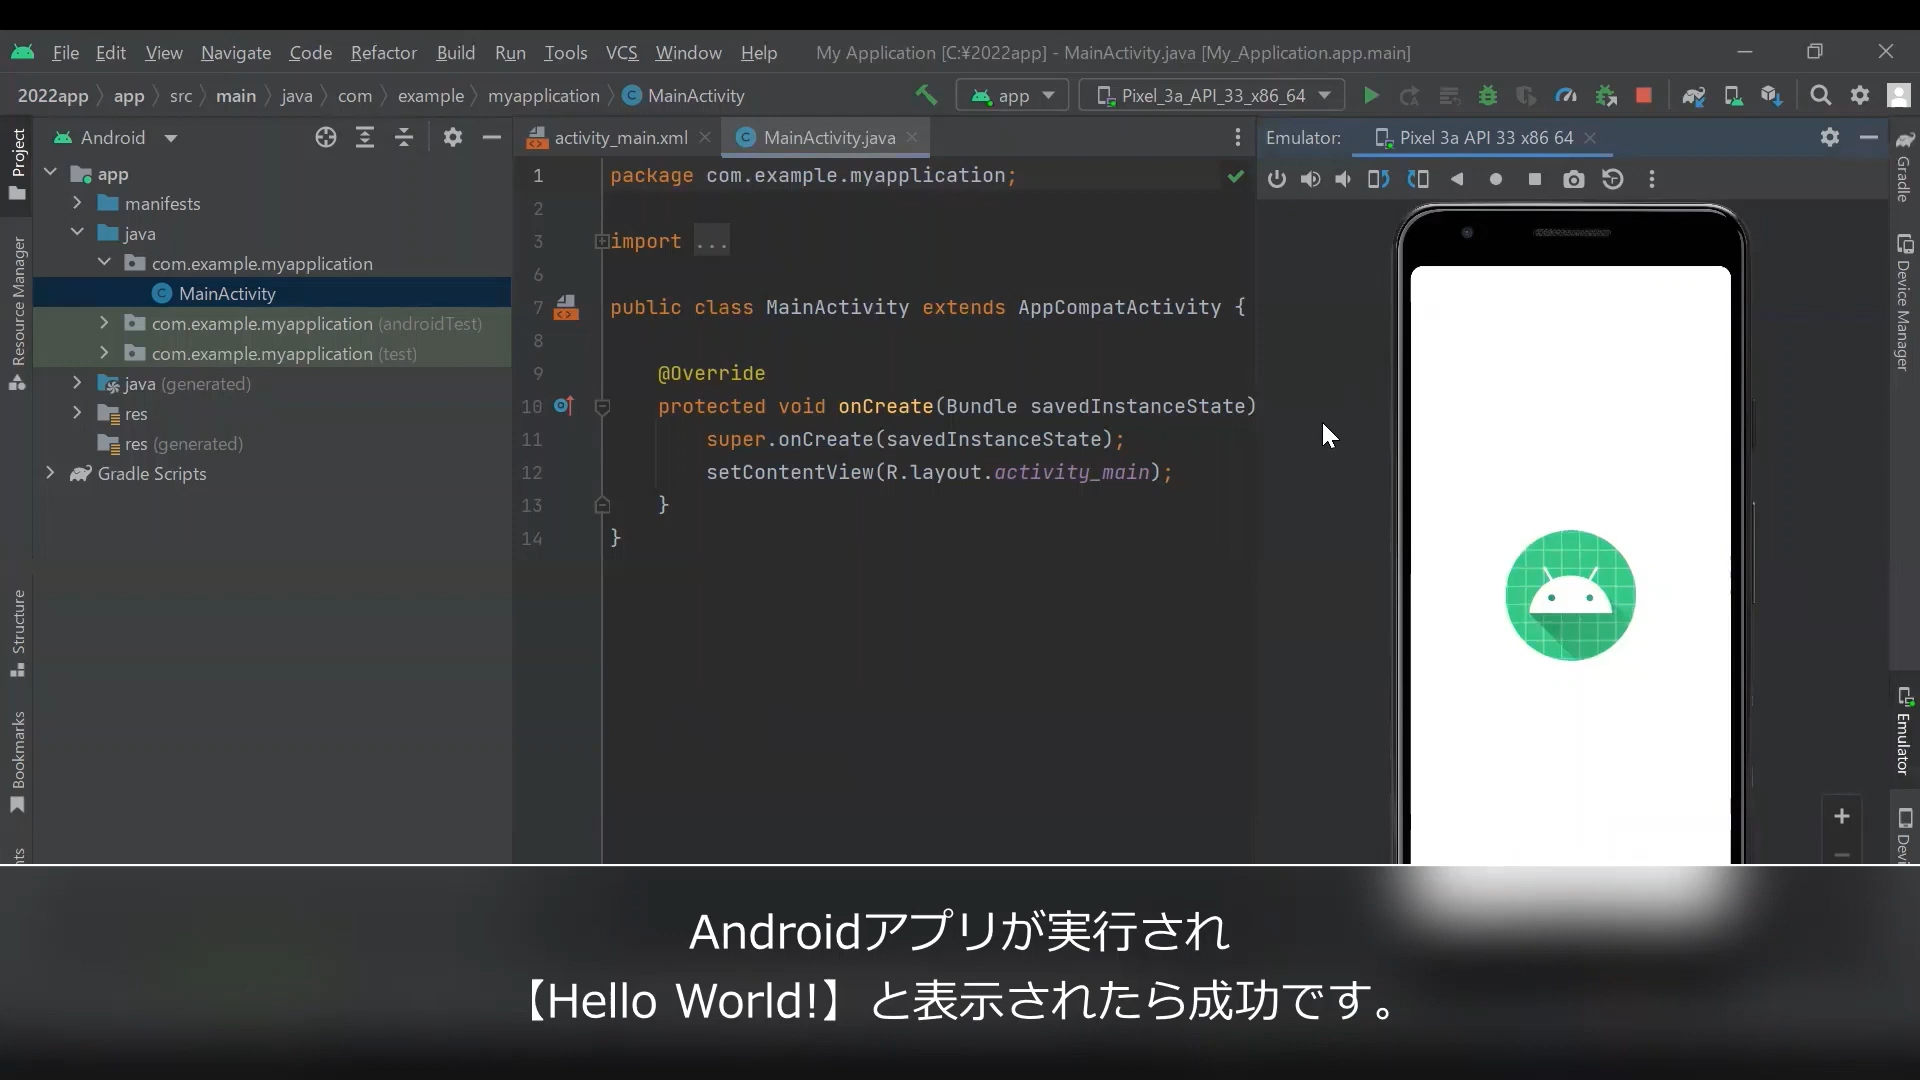 File Edit View Navigate Code Refactor Build Run Tools VCS Window Help My Application [C:¥2022app] - MainActivity.java [My_Application.app.main]
2022app app src main java com example myapplication MainActivity app Pixel_3a_API_33_x86_64
Project
Resource Manager
Structure
Bookmarks
Android
app
manifests
java
com.example.myapplication
MainActivity
com.example.myapplication (androidTest)
com.example.myapplication (test)
java (generated)
res
res (generated)
Gradle Scripts
activity_main.xml MainActivity.java
1 package com.example.myapplication;
2
3 import ...
6
7 public class MainActivity extends AppCompatActivity {
8
9 @Override
10 protected void onCreate(Bundle savedInstanceState)
11 super.onCreate(savedInstanceState);
12 setContentView(R.layout.activity_main);
13 }
14 }
Emulator: Pixel 3a API 33 x86 64
Gradle
Device Manager
Emulator
Androidアプリが実行され
【Hello World!】と表示されたら成功です。